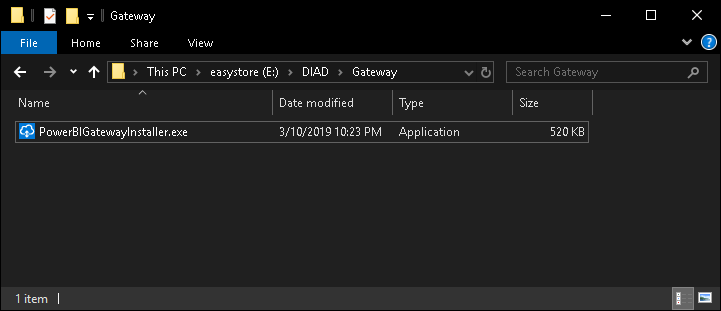 Gateway
File Home Share View
This PC easystore (E:) DIAD Gateway Search Gateway
Name Date modified Type Size
PowerBIGatewayInstaller.exe 3/10/2019 10:23 PM Application 520 KB
1 item